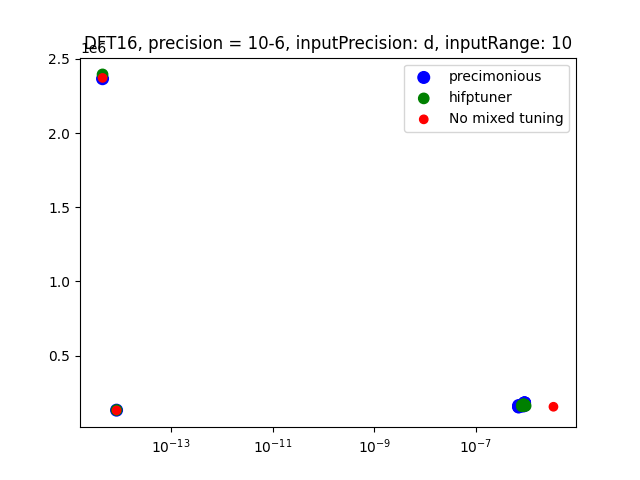 DFT16, precision = 10-6, inputPrecision: d, inputRange: 10
1e6
2.5
2.0
1.5
1.0
0.5
precimonious
hifptuner
No mixed tuning
10⁻¹³ 10⁻¹¹ 10⁻⁹ 10⁻⁷